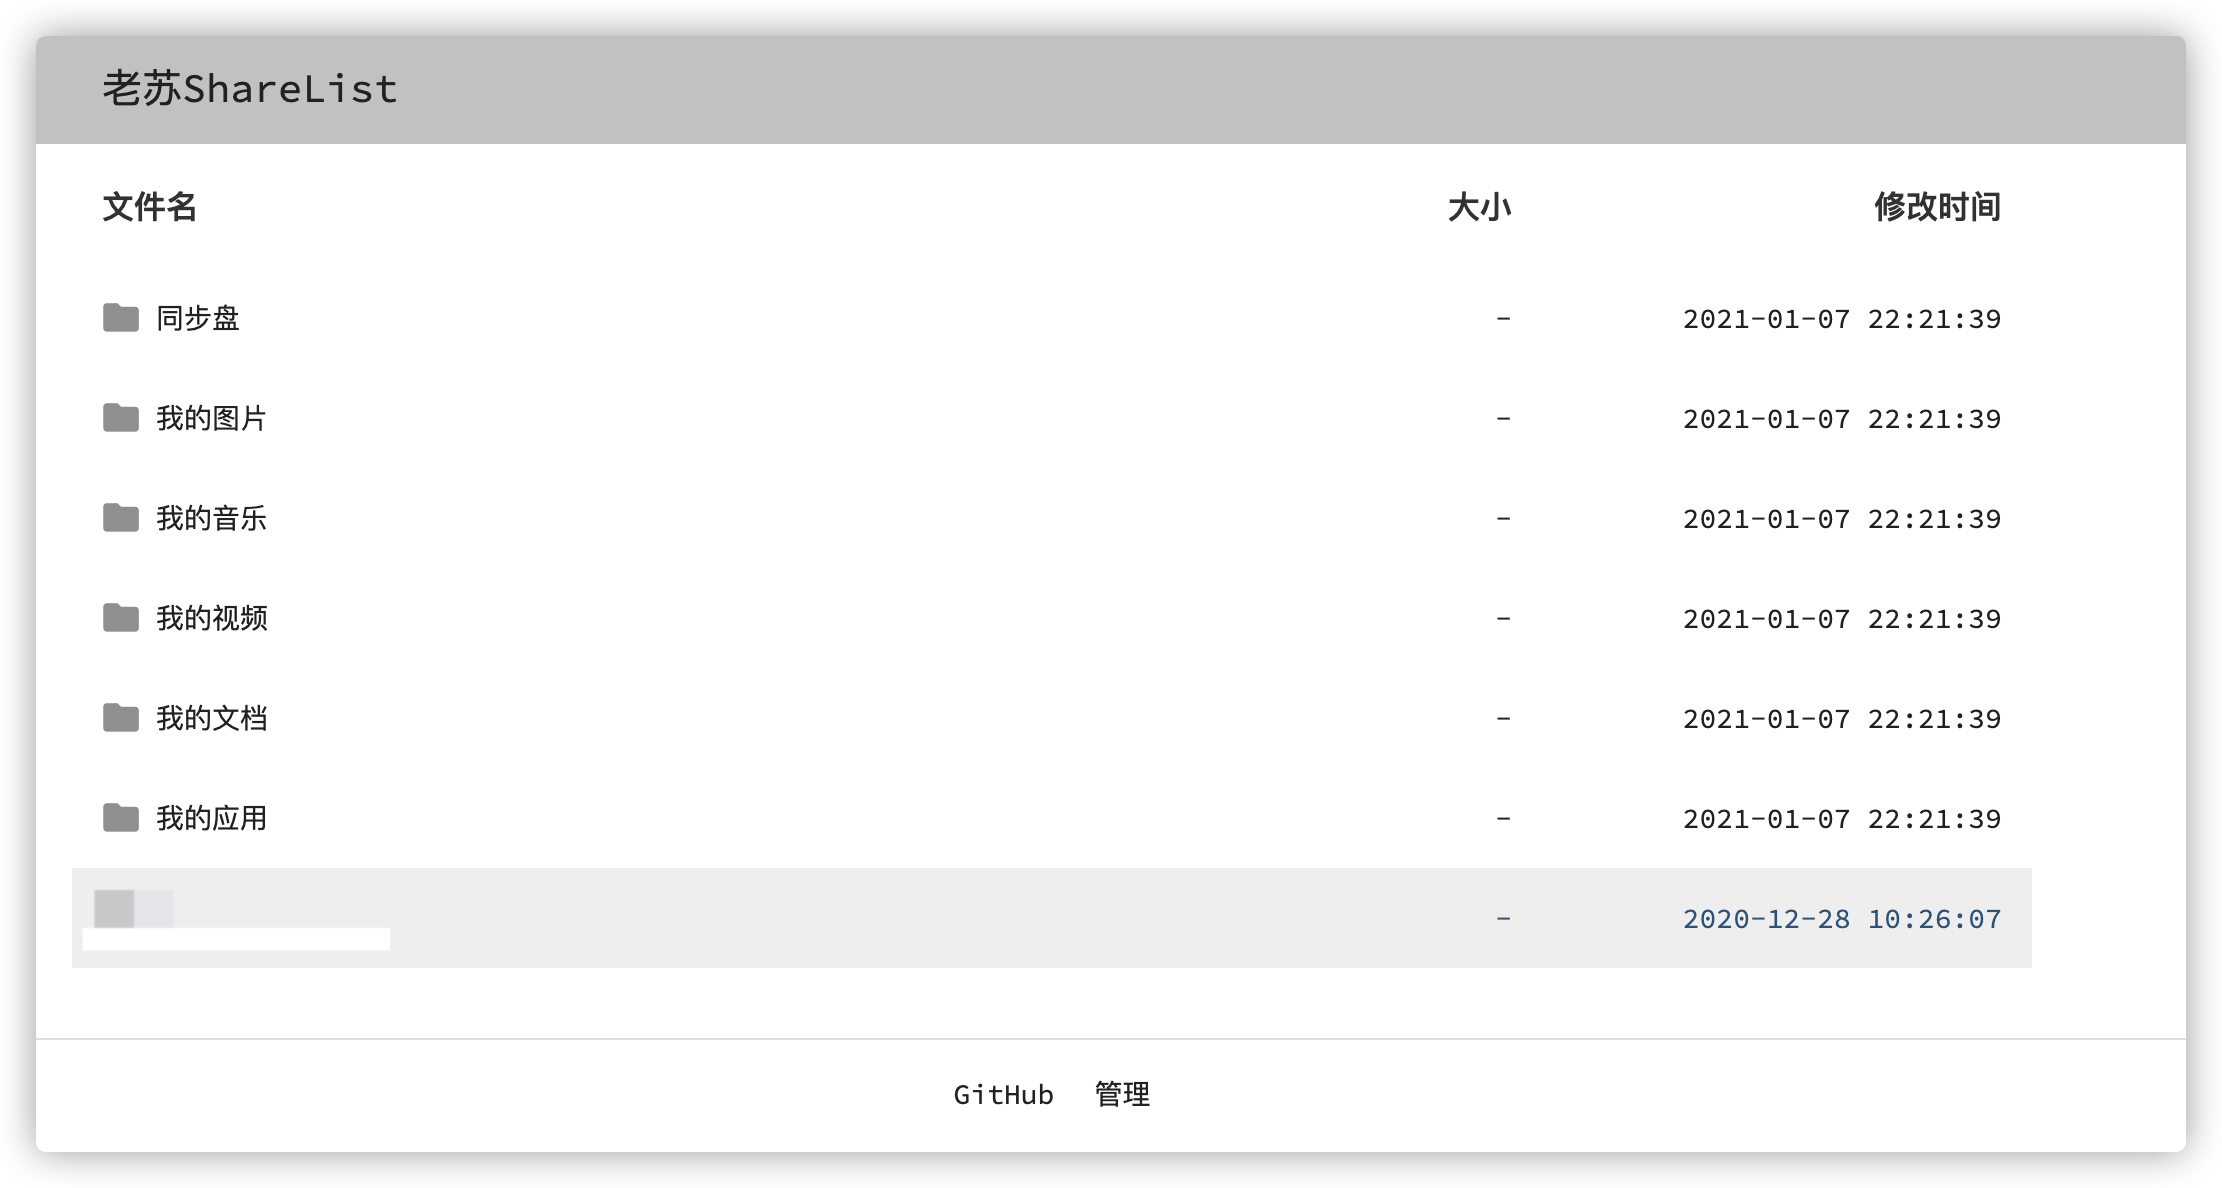 老苏ShareList
文件名 大小 修改时间
同步盘 - 2021-01-07 22:21:39
我的图片 - 2021-01-07 22:21:39
我的音乐 - 2021-01-07 22:21:39
我的视频 - 2021-01-07 22:21:39
我的文档 - 2021-01-07 22:21:39
我的应用 - 2021-01-07 22:21:39
- 2020-12-28 10:26:07
GitHub 管理